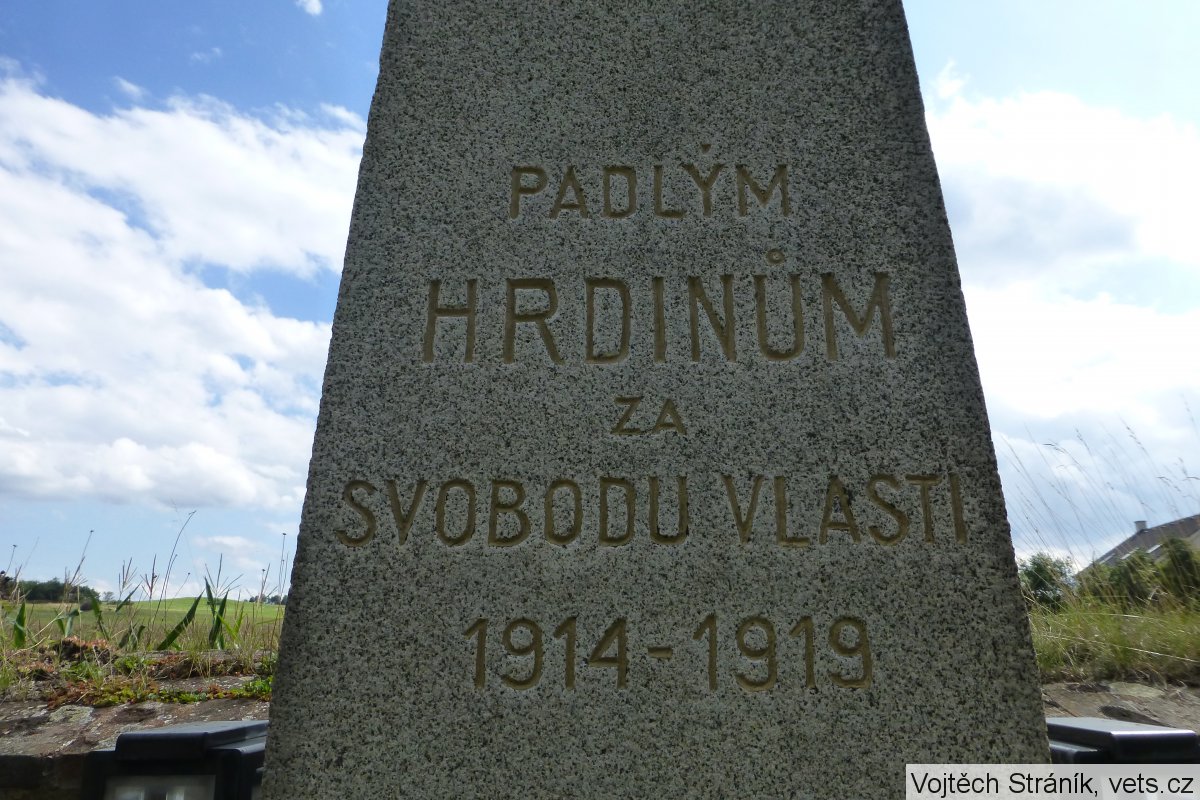 PADLÝM
HRDINŮM
ZA
SVOBODU VLASTI
1914-1919
Vojtěch Stráník, vets.cz